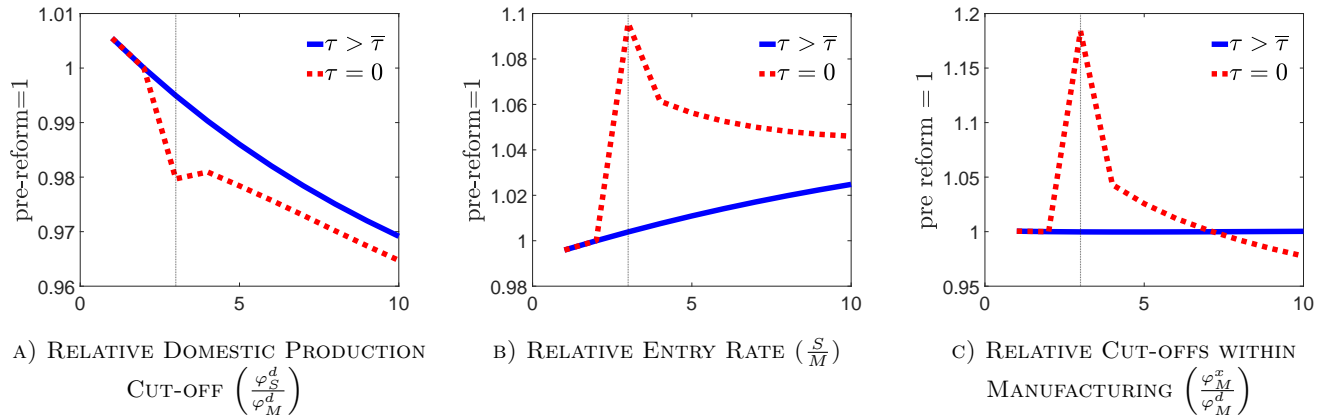 1.01
1
0.99
0.98
0.97
0.96
0
5
10
pre-reform=1
τ > τ̅
τ = 0
1.1
1.08
1.06
1.04
1.02
1
0.98
0
5
10
pre-reform=1
τ > τ̅
τ = 0
1.2
1.15
1.1
1.05
1
0.95
0
5
10
pre reform = 1
τ > τ̅
τ = 0
A) RELATIVE DOMESTIC PRODUCTION
CUT-OFF (φ_S^d / φ_M^d)
B) RELATIVE ENTRY RATE (S/M)
C) RELATIVE CUT-OFFS WITHIN
MANUFACTURING (φ_M^x / φ_M^d)